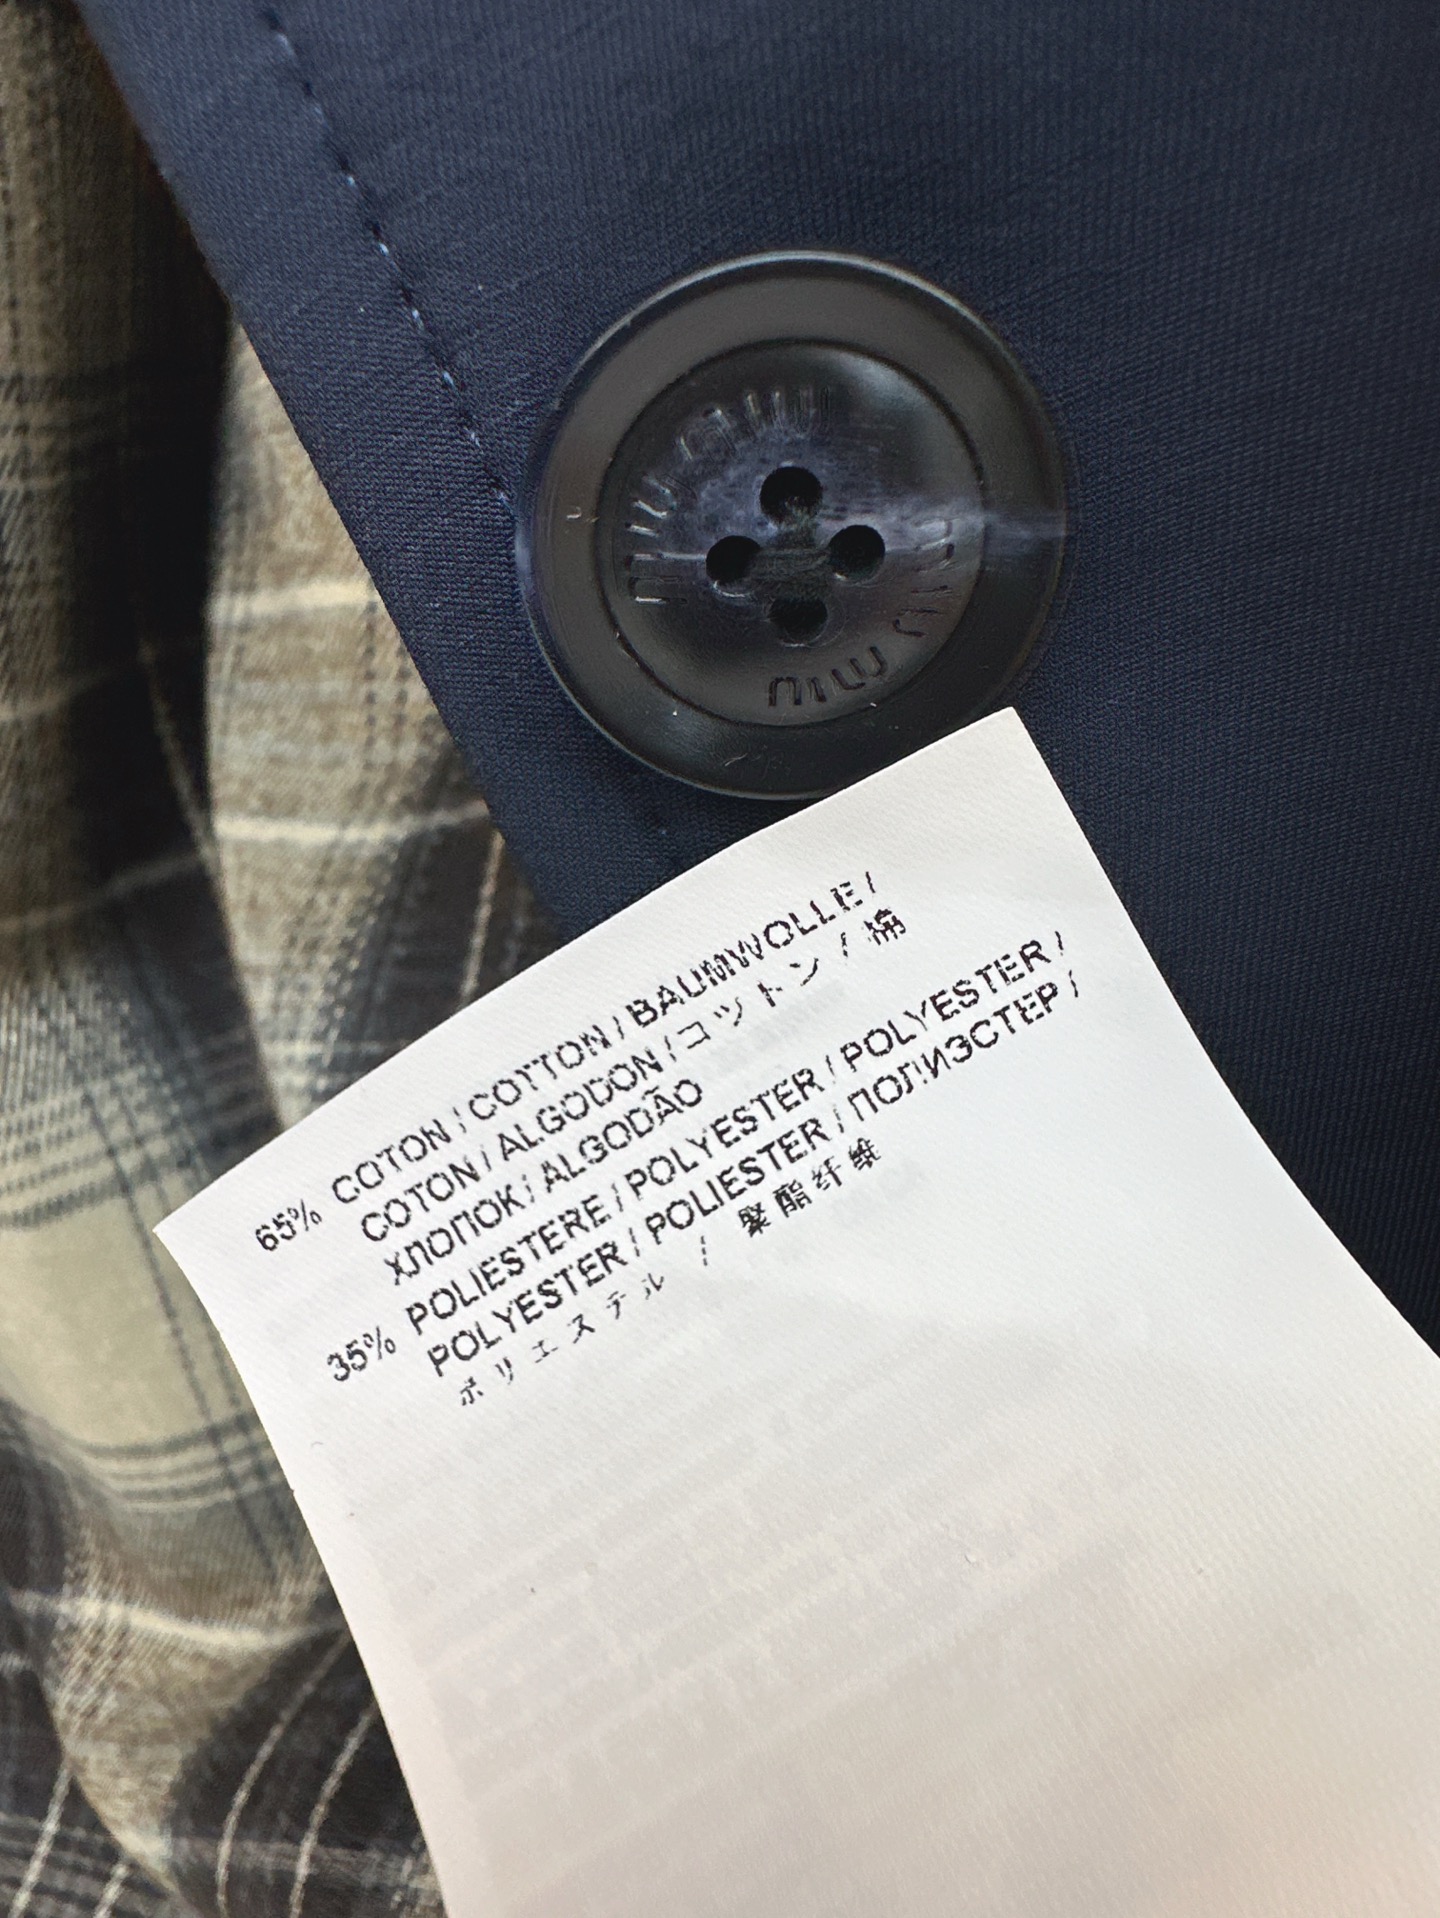 miu miu
miu miu
65% COTON / COTTON / BAUMWOLLE /
COTON / ALGODON / コットン / 棉
ХЛОПОК / ALGODÃO
35% POLIESTERE / POLYESTER / POLYESTER /
POLYESTER / POLIESTER / ПОЛИЭСТЕР /
ポリエステル / 聚酯纤维